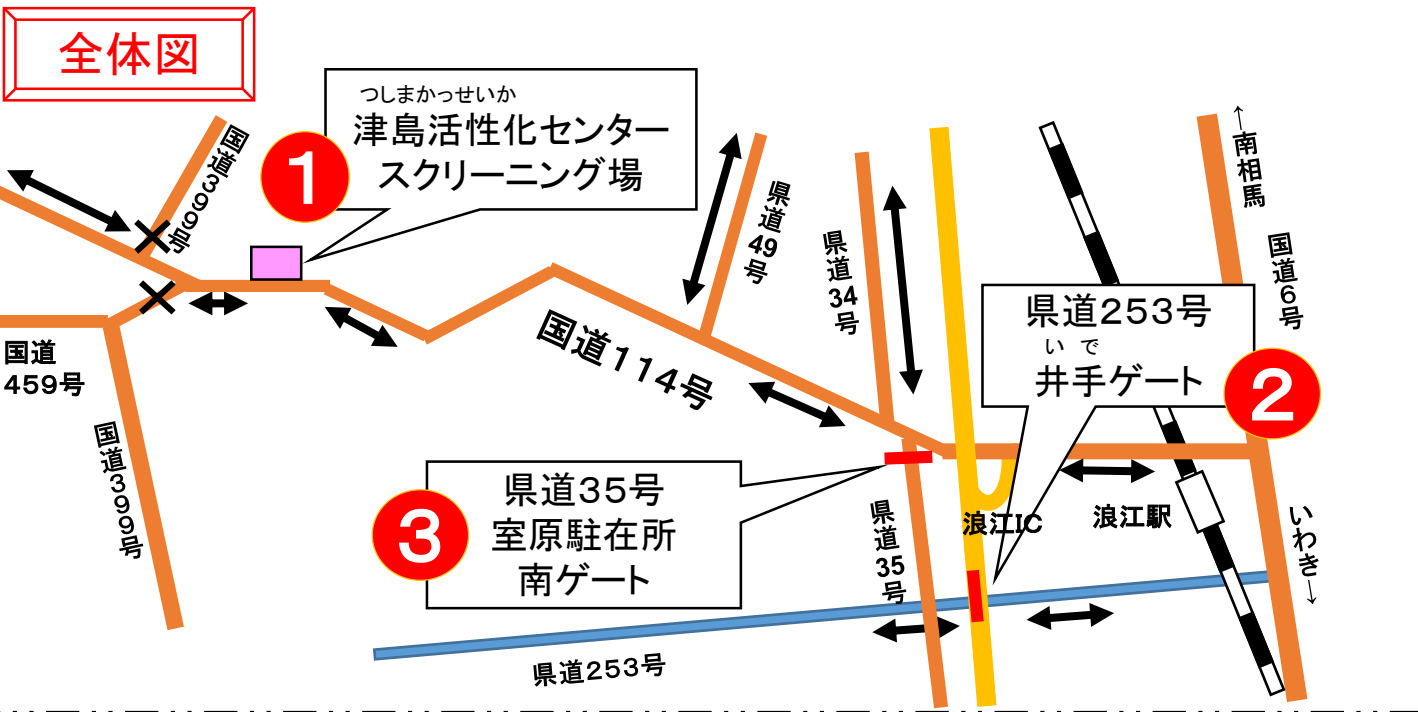 全体図
つしまかっせいか
津島活性化センター
スクリーニング場
1
国道399号
県道49号
県道34号
←南相馬
国道6号
県道253号
いで
井手ゲート
2
国道
459号
国道399号
国道114号
県道35号
室原駐在所
南ゲート
3
県道35号
浪江IC
浪江駅
いわき→
県道253号